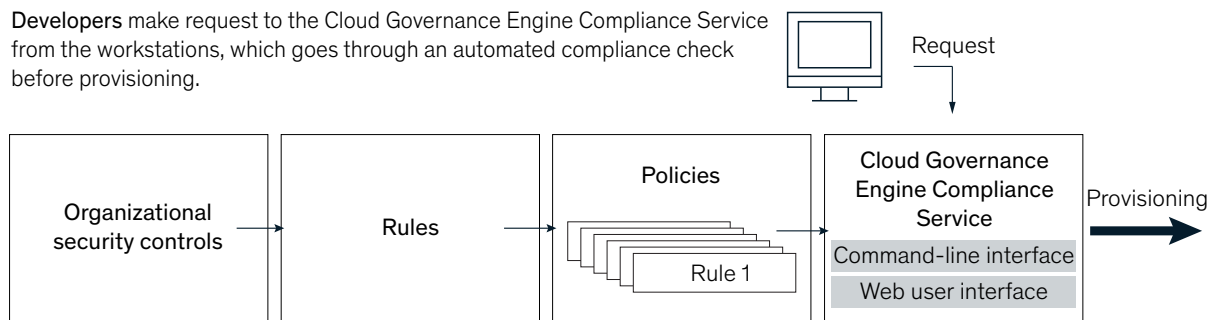 Developers make request to the Cloud Governance Engine Compliance Service
from the workstations, which goes through an automated compliance check
before provisioning.
Request
Organizational
security controls
Rules
Policies
Rule 1
Cloud Governance
Engine Compliance
Service
Command-line interface
Web user interface
Provisioning